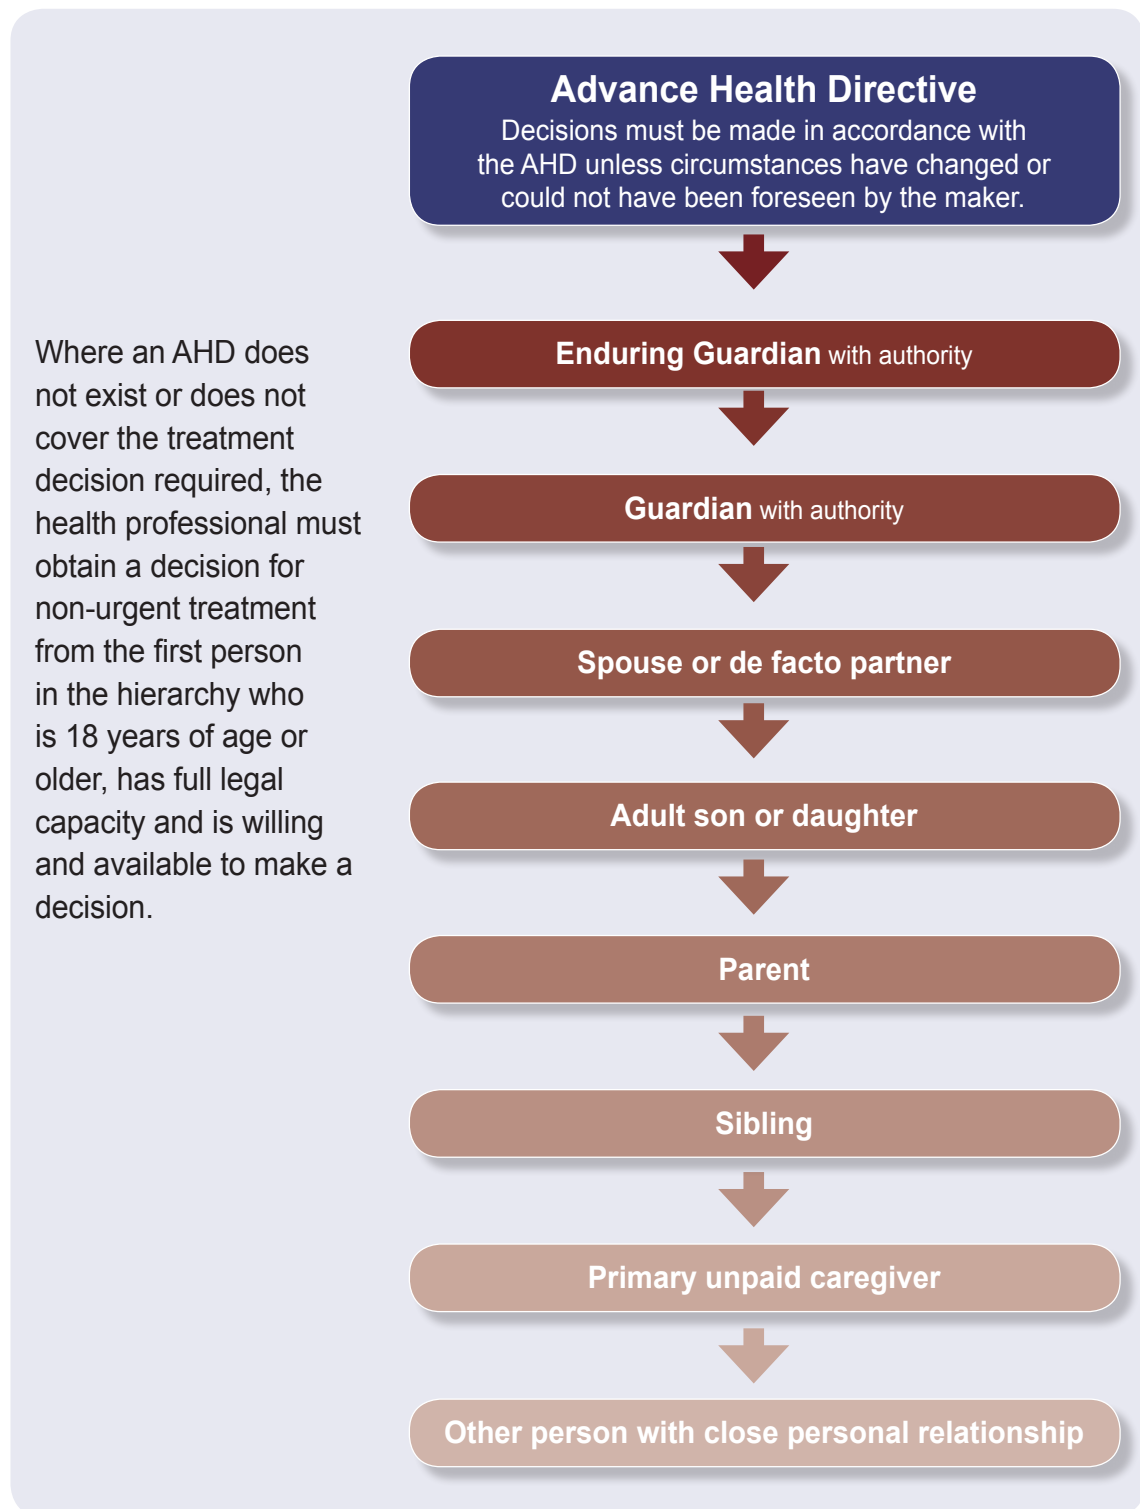 Advance Health Directive
Decisions must be made in accordance with
the AHD unless circumstances have changed or
could not have been foreseen by the maker.
Where an AHD does
not exist or does not
cover the treatment
decision required, the
health professional must
obtain a decision for
non-urgent treatment
from the first person
in the hierarchy who
is 18 years of age or
older, has full legal
capacity and is willing
and available to make a
decision.
Enduring Guardian with authority
Guardian with authority
Spouse or de facto partner
Adult son or daughter
Parent
Sibling
Primary unpaid caregiver
Other person with close personal relationship